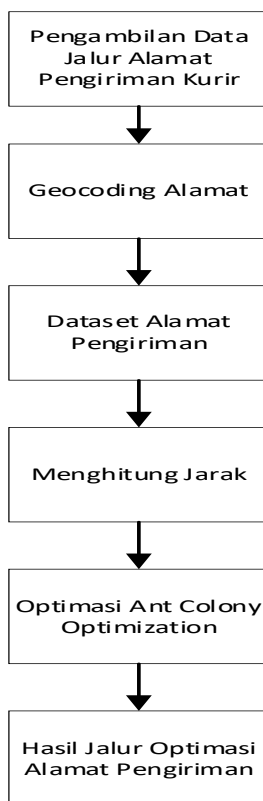 Pengambilan Data
Jalur Alamat
Pengiriman Kurir
Geocoding Alamat
Dataset Alamat
Pengiriman
Menghitung Jarak
Optimasi Ant Colony
Optimization
Hasil Jalur Optimasi
Alamat Pengiriman